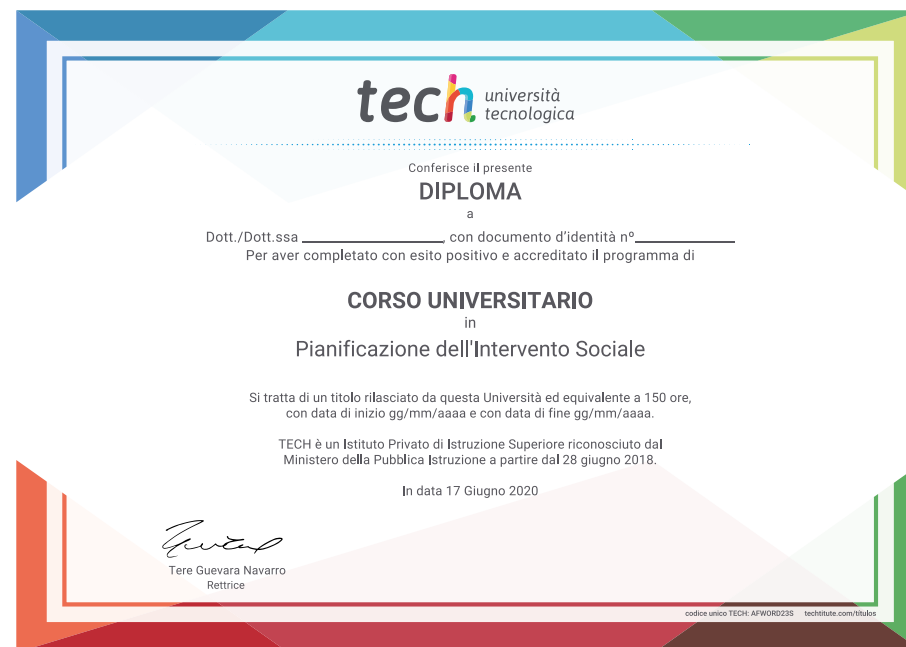 tech università
tecnologica
Conferisce il presente
DIPLOMA
a
Dott./Dott.ssa ____________________, con documento d'identità nº______________
Per aver completato con esito positivo e accreditato il programma di
CORSO UNIVERSITARIO
in
Pianificazione dell'Intervento Sociale
Si tratta di un titolo rilasciato da questa Università ed equivalente a 150 ore,
con data di inizio gg/mm/aaaa e con data di fine gg/mm/aaaa.
TECH è un Istituto Privato di Istruzione Superiore riconosciuto dal
Ministero della Pubblica Istruzione a partire dal 28 giugno 2018.
In data 17 Giugno 2020
Tere Guevara Navarro
Rettrice
codice unico TECH: AFWORD23S techtitute.com/títulos